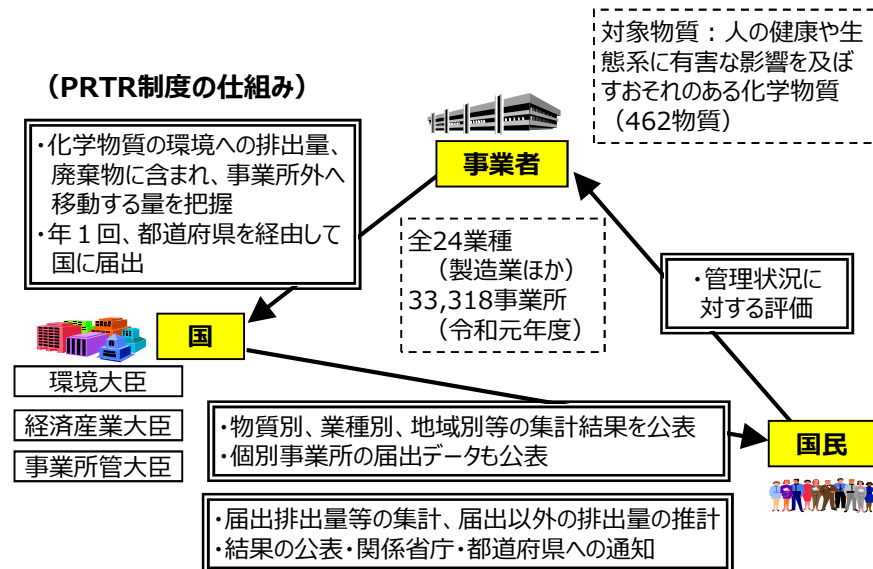 (PRTR制度の仕組み)
対象物質：人の健康や生
態系に有害な影響を及ぼ
すおそれのある化学物質
（462物質）
・化学物質の環境への排出量、
廃棄物に含まれ、事業所外へ
移動する量を把握
・年１回、都道府県を経由して
国に届出
事業者
全24業種
（製造業ほか）
33,318事業所
（令和元年度）
・管理状況に
対する評価
国
環境大臣
経済産業大臣
事業所管大臣
・物質別、業種別、地域別等の集計結果を公表
・個別事業所の届出データも公表
国民
・届出排出量等の集計、届出以外の排出量の推計
・結果の公表・関係省庁・都道府県への通知